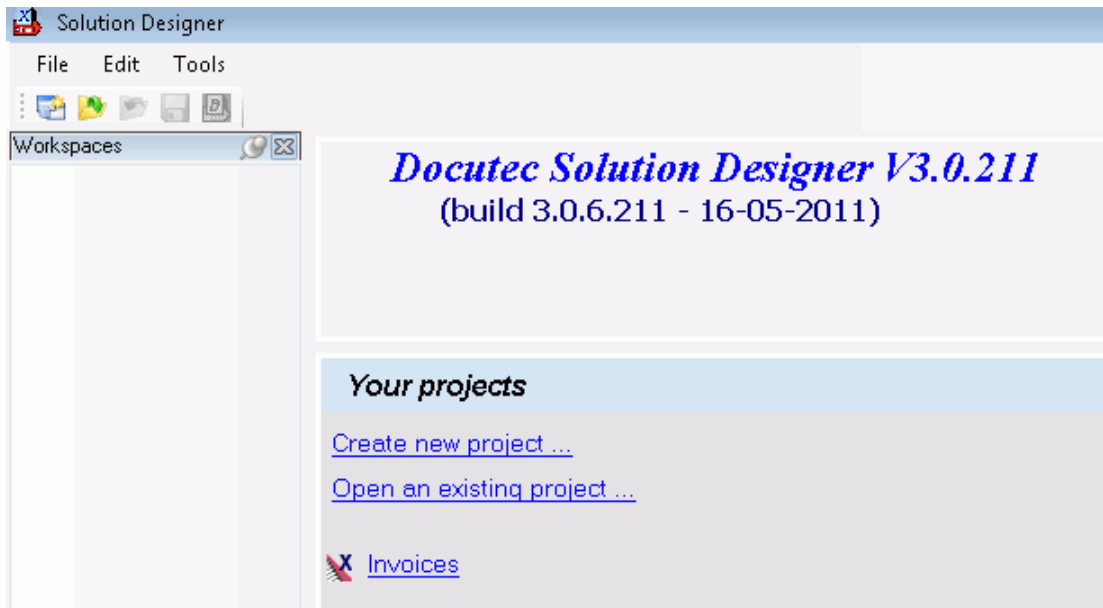 Solution Designer
File Edit Tools
Workspaces
Docutec Solution Designer V3.0.211
(build 3.0.6.211 - 16-05-2011)
Your projects
Create new project ...
Open an existing project ...
Invoices